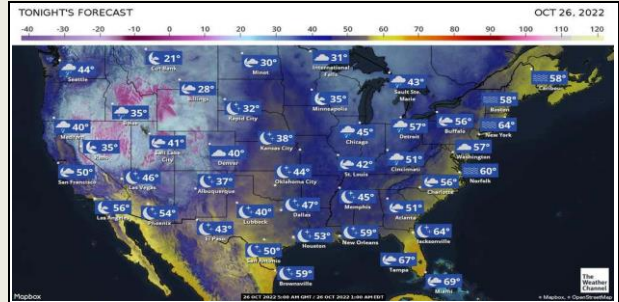 TONIGHT'S FORECAST
OCT 26, 2022
-40 -30 -20 -10 0 10 20 30 40 50 60 70 80 90 100 110 120
44°
Seattle
21°
Cut Bank
30°
Minot
31°
International
Falls
43°
Sault Ste.
Marie
58°
Caribou
28°
Billings
32°
Rapid City
35°
Minneapolis
58°
Boston
64°
New York
56°
Buffalo
40°
35°
35°
41°
Salt Lake
City
40°
Denver
38°
Kansas City
45°
Chicago
57°
Detroit
57°
Washington
50°
San Francisco
46°
Las Vegas
37°
Albuquerque
44°
Oklahoma City
42°
St. Louis
51°
Cincinnati
60°
Norfolk
56°
Los Angeles
54°
Phoenix
43°
El Paso
40°
Lubbock
47°
Dallas
45°
Memphis
51°
Atlanta
56°
Charlotte
50°
San Antonio
53°
Houston
59°
New Orleans
64°
Jacksonville
59°
Brownsville
67°
Tampa
69°
Miami
The
Weather
Channel
Mapbox
26 OCT 2022 5:00 AM GMT / 26 OCT 2022 1:00 AM EDT
© Mapbox, © OpenStreetMap